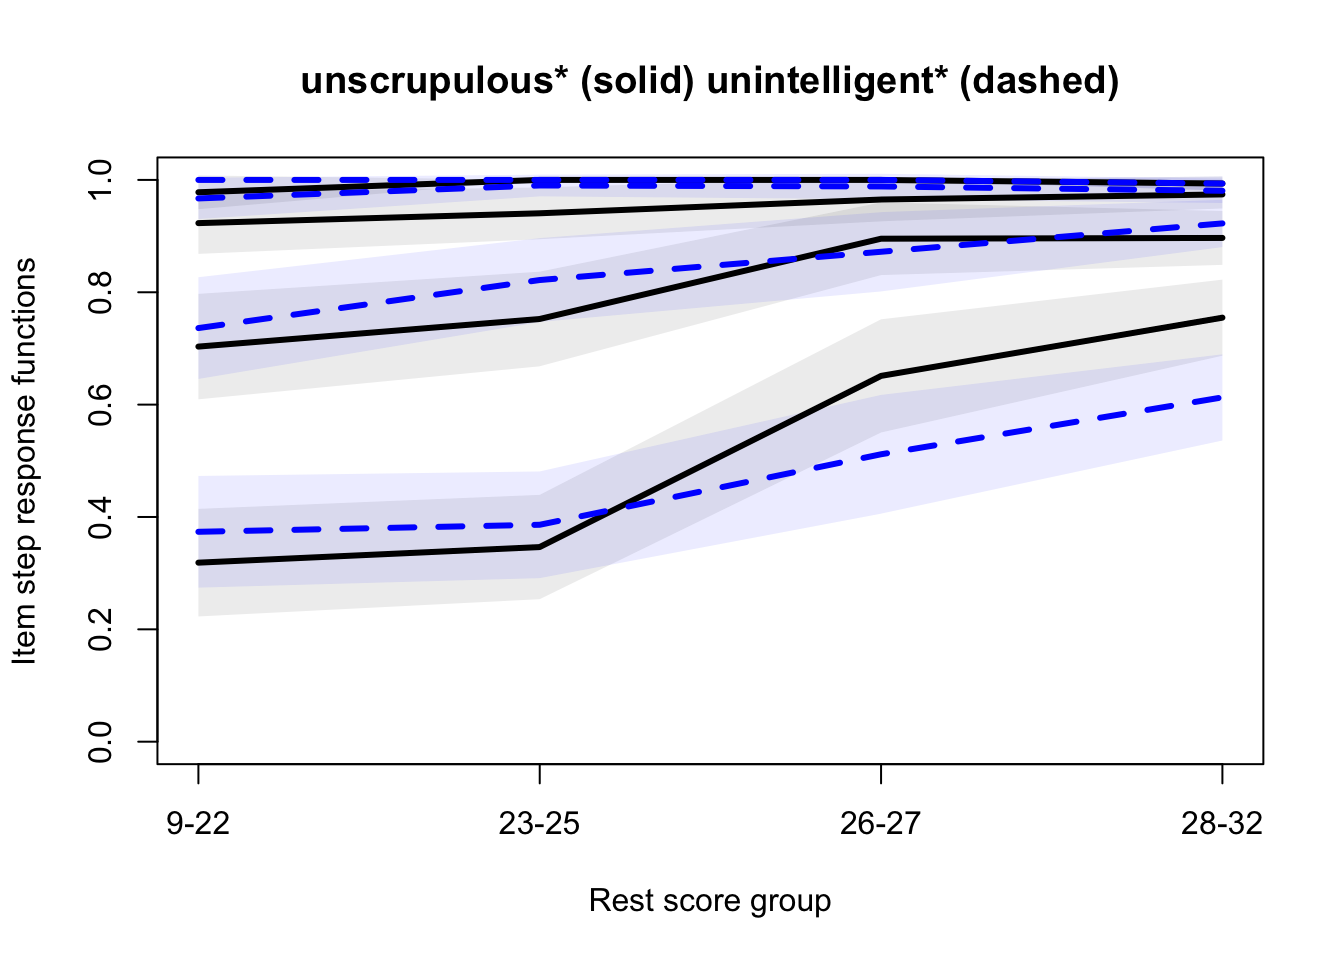 unscrupulous* (solid) unintelligent* (dashed)
Item step response functions
1.0
0.8
0.6
0.4
0.2
0.0
9-22 23-25 26-27 28-32
Rest score group